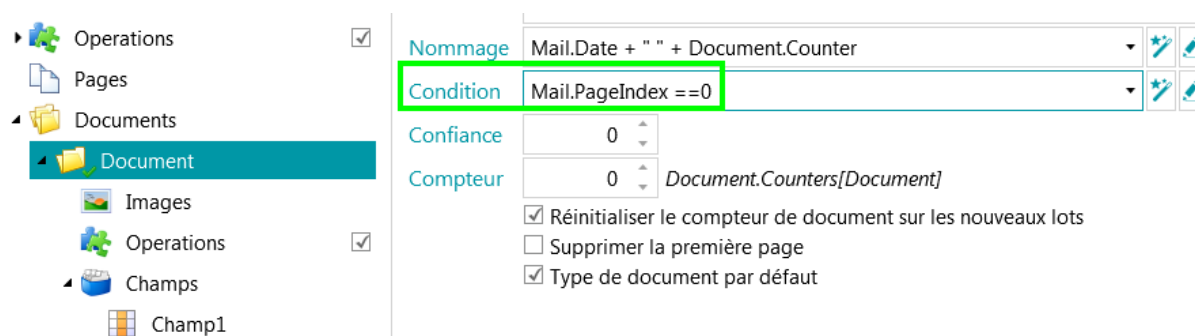 Operations
Pages
Documents
Document
Images
Operations
Champs
Champ1
Nommage Mail.Date + " " + Document.Counter
Condition Mail.PageIndex ==0
Confiance 0
Compteur 0 Document.Counters[Document]
Réinitialiser le compteur de document sur les nouveaux lots
Supprimer la première page
Type de document par défaut